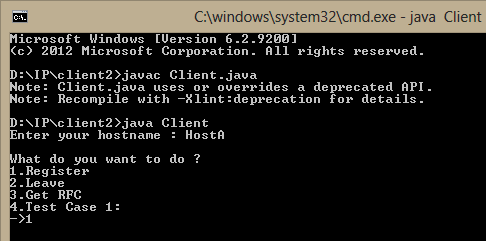 C:\windows\system32\cmd.exe - java Client
Microsoft Windows [Version 6.2.9200]
(c) 2012 Microsoft Corporation. All rights reserved.
D:\IP\client2>javac Client.java
Note: Client.java uses or overrides a deprecated API.
Note: Recompile with -Xlint:deprecation for details.
D:\IP\client2>java Client
Enter your hostname : HostA
What do you want to do ?
1.Register
2.Leave
3.Get RFC
4.Test Case 1:
->1